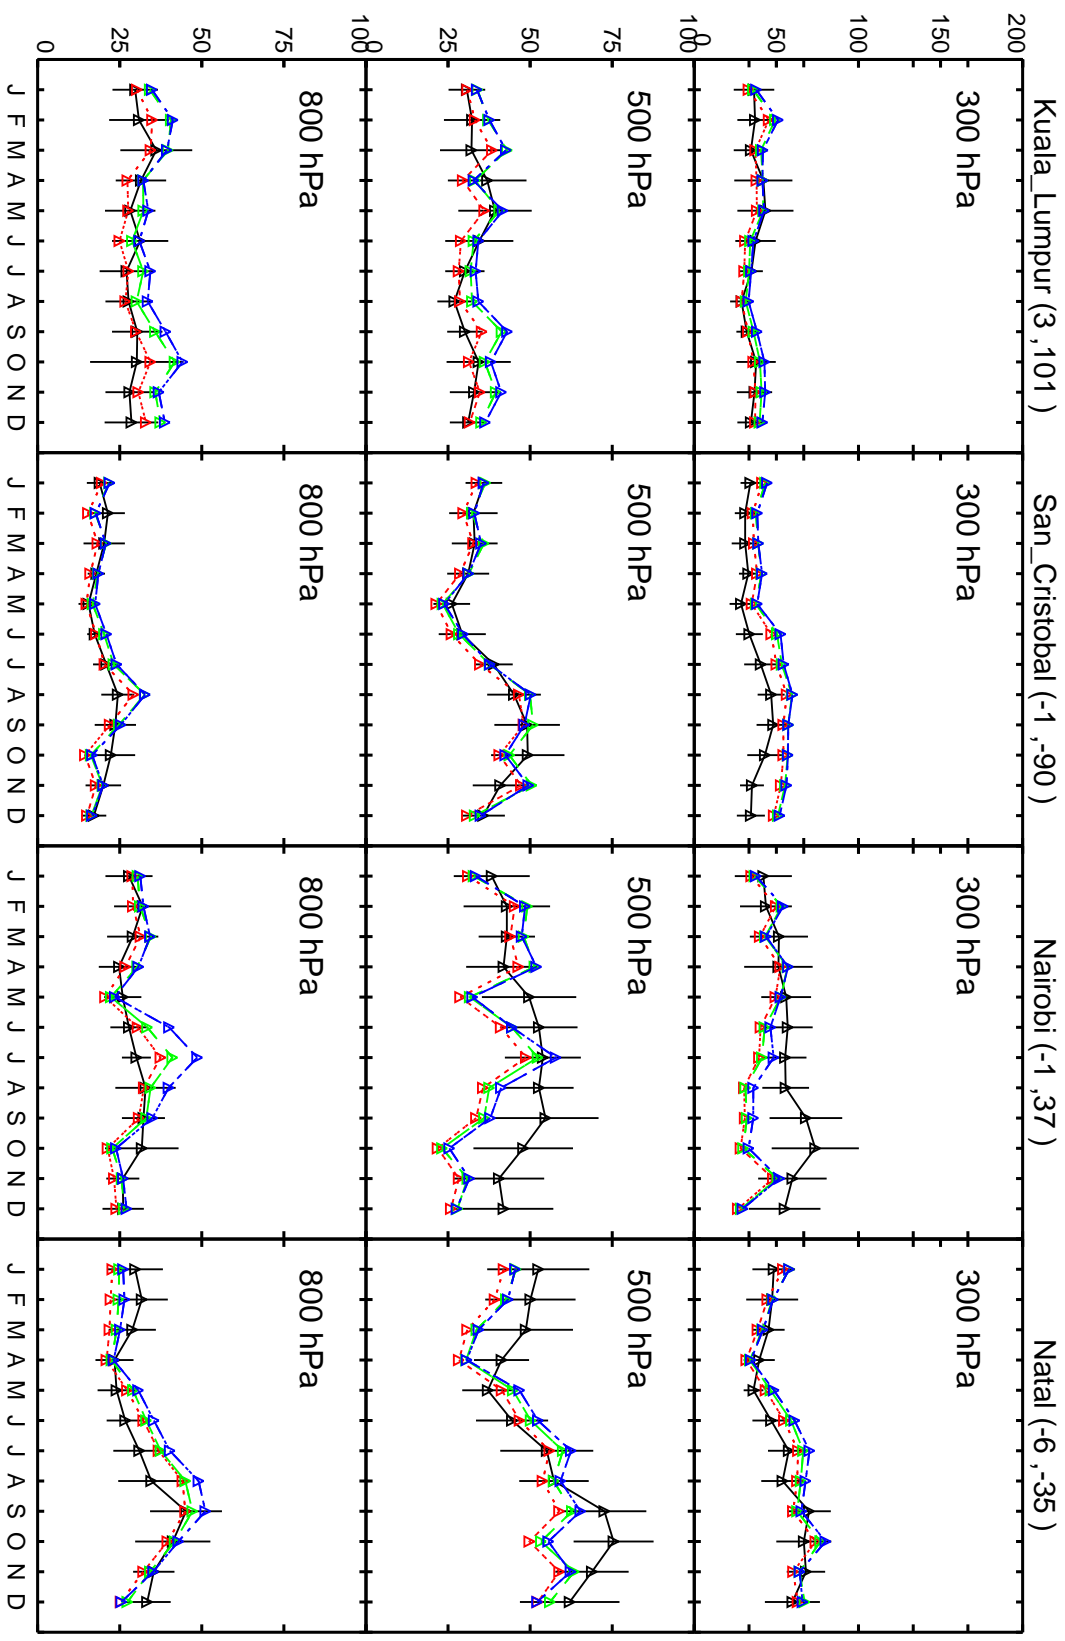 Kuala_Lumpur (3 ,101 )
San_Cristobal (-1 ,-90 )
Nairobi (-1 ,37 )
Natal (-6 ,-35 )
200
150
100
50
0
300 hPa
300 hPa
300 hPa
300 hPa
100
75
50
25
0
500 hPa
500 hPa
500 hPa
500 hPa
100
75
50
25
0
800 hPa
800 hPa
800 hPa
800 hPa
J F M A M J J A S O N D
J F M A M J J A S O N D
J F M A M J J A S O N D
J F M A M J J A S O N D